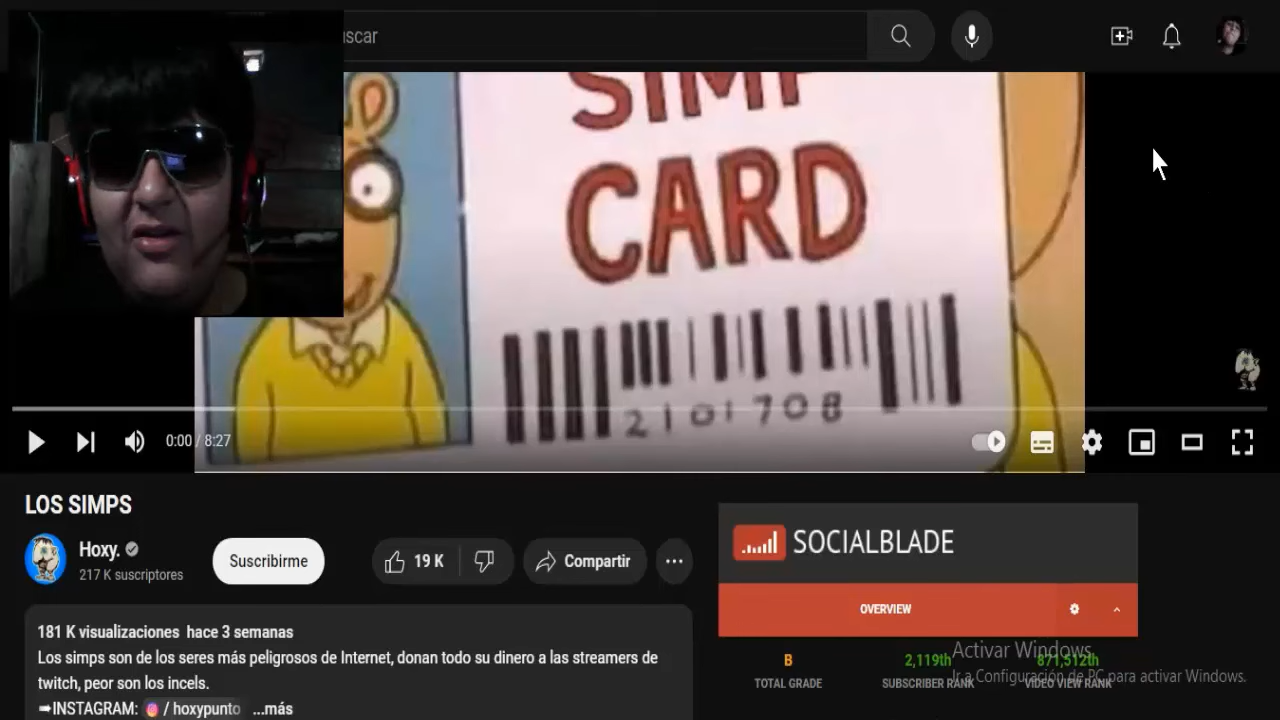 uscar
SIMP
CARD
2101708
0:00 / 8:27
LOS SIMPS
Hoxy.
217 K suscriptores
Suscribirme
19 K
Compartir
181 K visualizaciones hace 3 semanas
Los simps son de los seres más peligrosos de Internet, donan todo su dinero a las streamers de
twitch, peor son los incels.
➡INSTAGRAM: / hoxypunto ...más
SOCIALBLADE
OVERVIEW
B
TOTAL GRADE
2,119th
SUBSCRIBER RANK
871,512th
VIDEO VIEW RANK
Activar Windows
Ir a Configuración de PC para activar Windows.